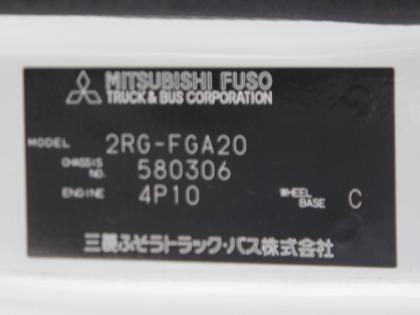 MITSUBISHI FUSO
TRUCK & BUS CORPORATION
MODEL 2RG-FGA20
CHASSIS NO. 580306
ENGINE 4P10 WHEEL BASE C
三菱ふそうトラック・バス株式会社